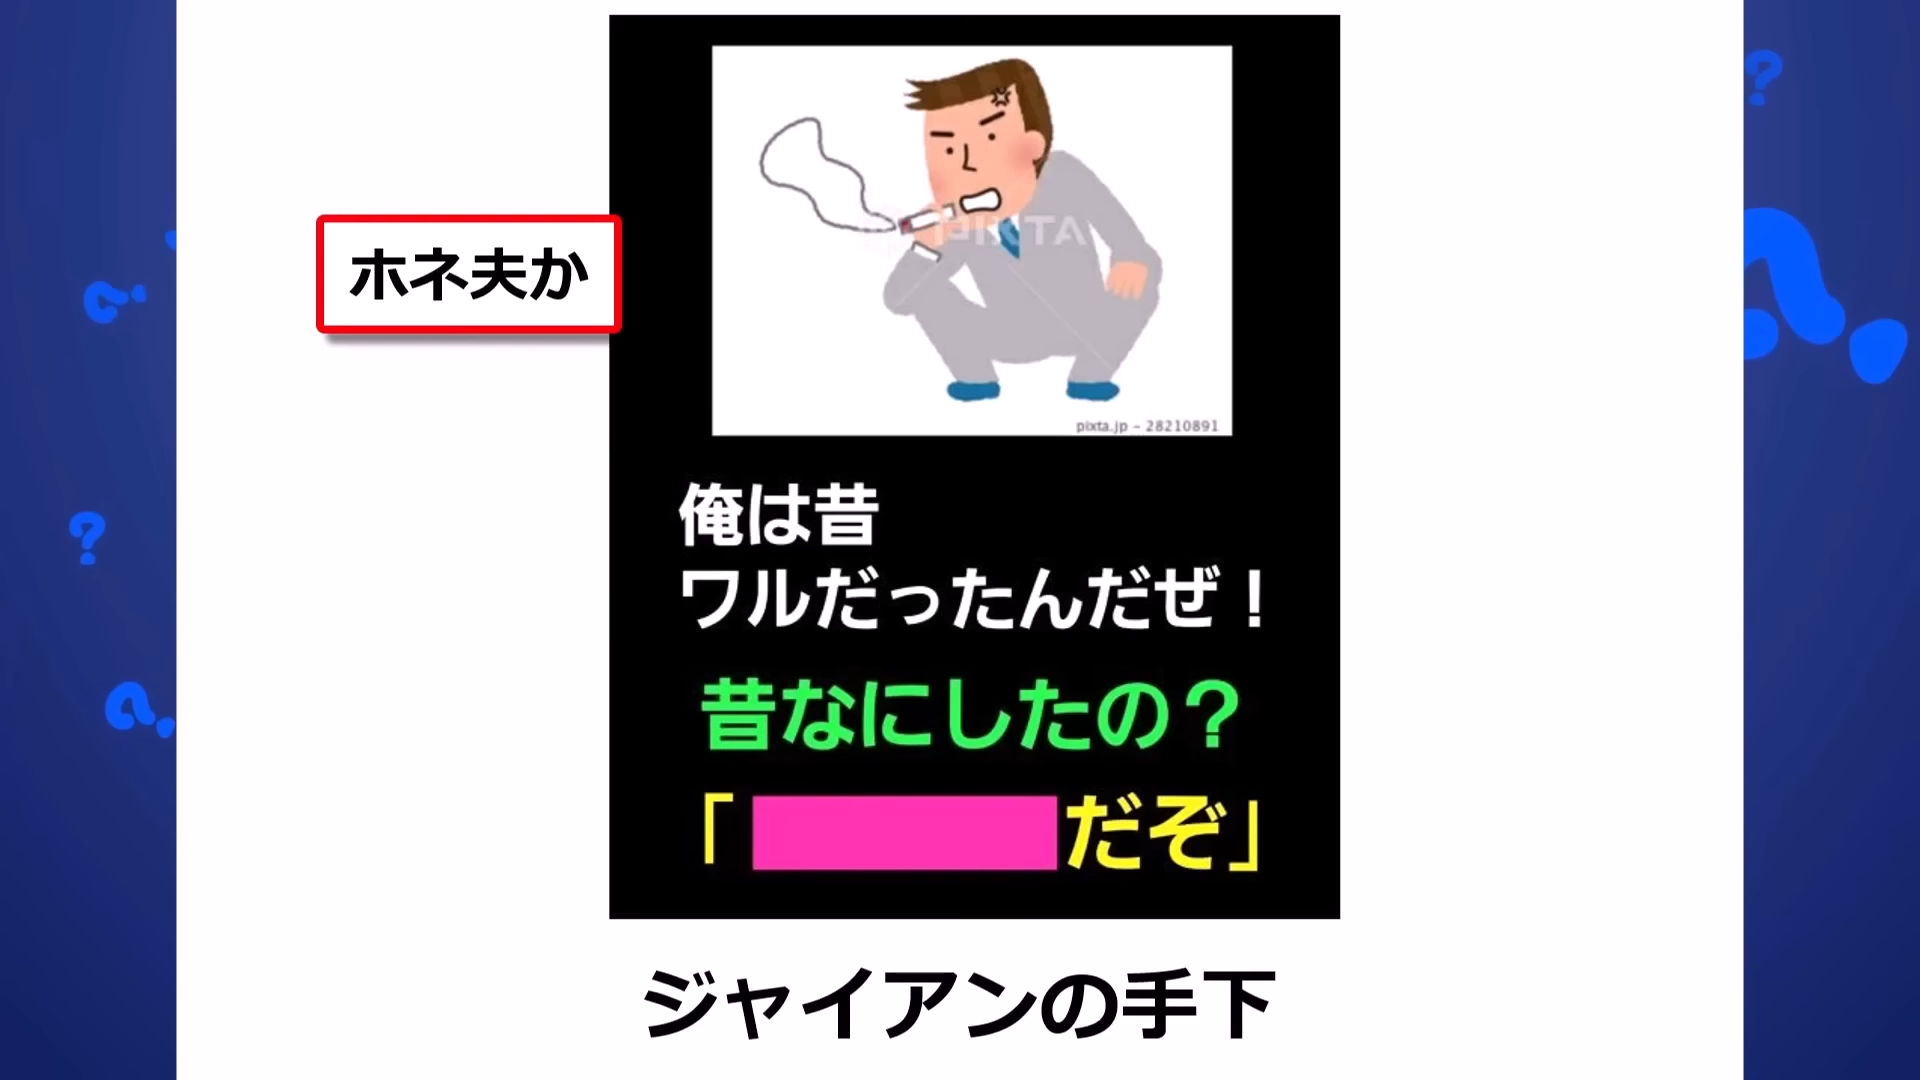 PIXTA
pixta.jp - 28210891
ホネ夫か
俺は昔
ワルだったんだぜ！
昔なにしたの？
「　　　　だぞ」
ジャイアンの手下